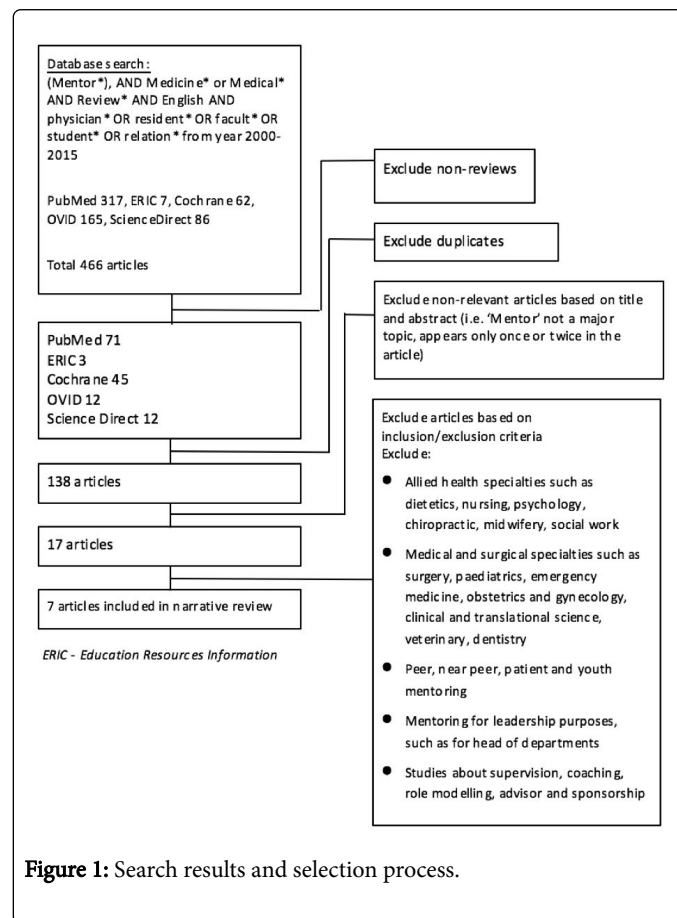 Database search :
(Mentor*), AND Medicine* or Medical*
AND Review* AND English AND
physician* OR resident* OR facult* OR
student* OR relation* from year 2000-
2015
PubMed 317, ERIC 7, Cochrane 62,
OVID 165, ScienceDirect 86
Total 466 articles
Exclude non-reviews
Exclude duplicates
Exclude non-relevant articles based on title
and abstract (i.e. ‘Mentor’ not a major
topic, appears only once or twice in the
article)
PubMed 71
ERIC 3
Cochrane 45
OVID 12
Science Direct 12
138 articles
17 articles
7 articles included in narrative review
ERIC - Education Resources Information
Exclude articles based on
inclusion/exclusion criteria
Exclude:
● Allied health specialties such as
dietetics, nursing, psychology,
chiropractic, midwifery, social work
● Medical and surgical specialties such as
surgery, paediatrics, emergency
medicine, obstetrics and gynecology,
clinical and translational science,
veterinary, dentistry
● Peer, near peer, patient and youth
mentoring
● Mentoring for leadership purposes,
such as for head of departments
● Studies about supervision, coaching,
role modelling, advisor and sponsorship
Figure 1: Search results and selection process.